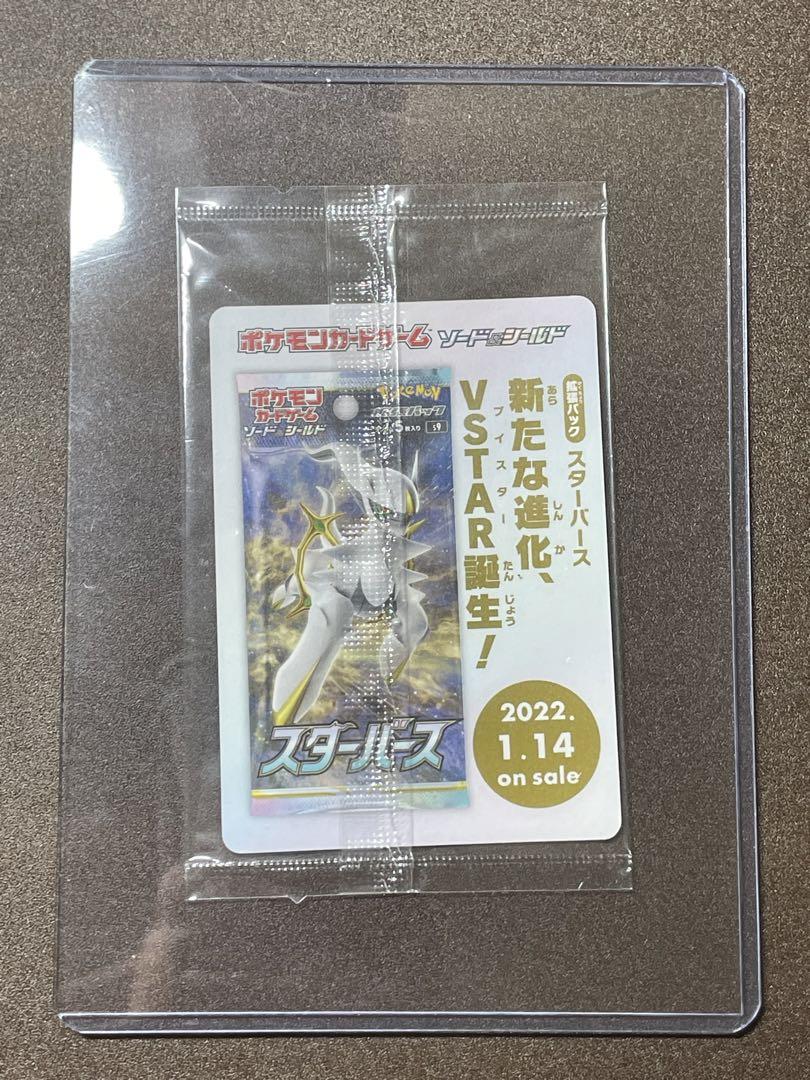 ポケモンカードゲーム ソード&シールド
拡張パック スターバース
新たな進化、
VSTAR誕生!
あら
しん か
ブイスター
たん じょう
ポケモン
カードゲーム
ソード シールド
Pokémon
拡張パック
5枚入り s9
スターバース
2022.
1.14
on sale